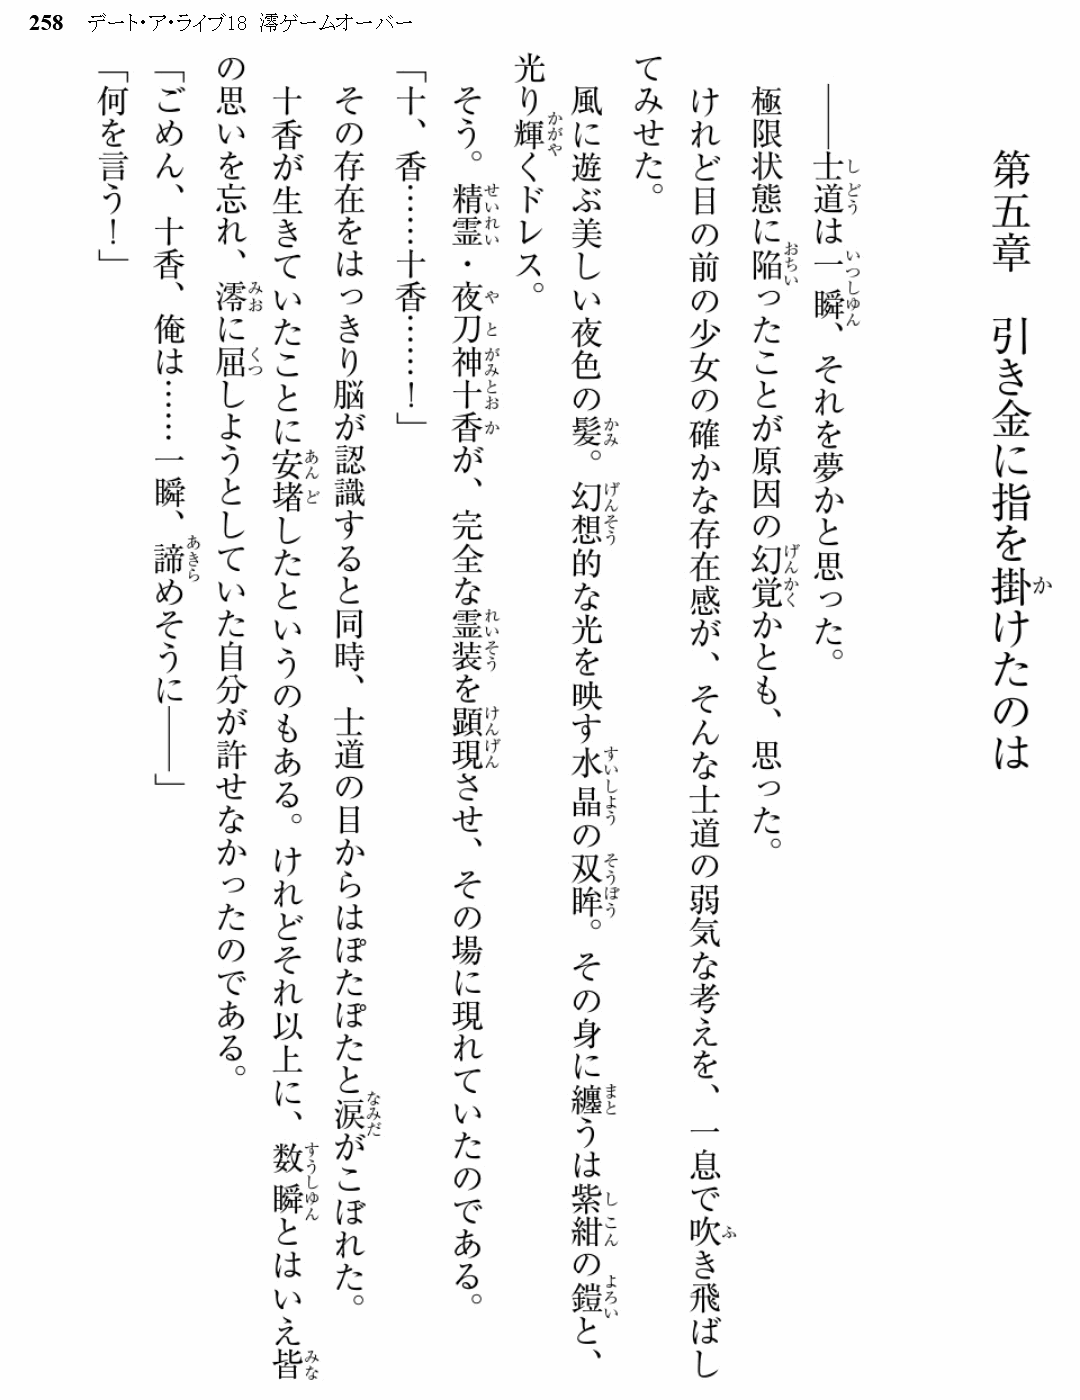 258 デート・ア・ライブ18 澪ゲームオーバー
第五章 引き金に指を掛けたのは
――士道は一瞬、それを夢かと思った。
極限状態に陥ったことが原因の幻覚かとも、思った。
けれど目の前の少女の確かな存在感が、そんな士道の弱気な考えを、一息で吹き飛ばし
てみせた。
風に遊ぶ美しい夜色の髪。幻想的な光を映す水晶の双眸。その身に纏うは紫紺の鎧と、
光り輝くドレス。
そう。精霊・夜刀神十香が、完全な霊装を顕現させ、その場に現れていたのである。
「十、香……十香……！」
その存在をはっきり脳が認識すると同時、士道の目からはぽたぽたと涙がこぼれた。
十香が生きていたことに安堵したというのもある。けれどそれ以上に、数瞬とはいえ皆
の思いを忘れ、澪に屈しようとしていた自分が許せなかったのである。
「ごめん、十香、俺は……一瞬、諦めそうに――」
「何を言う！」